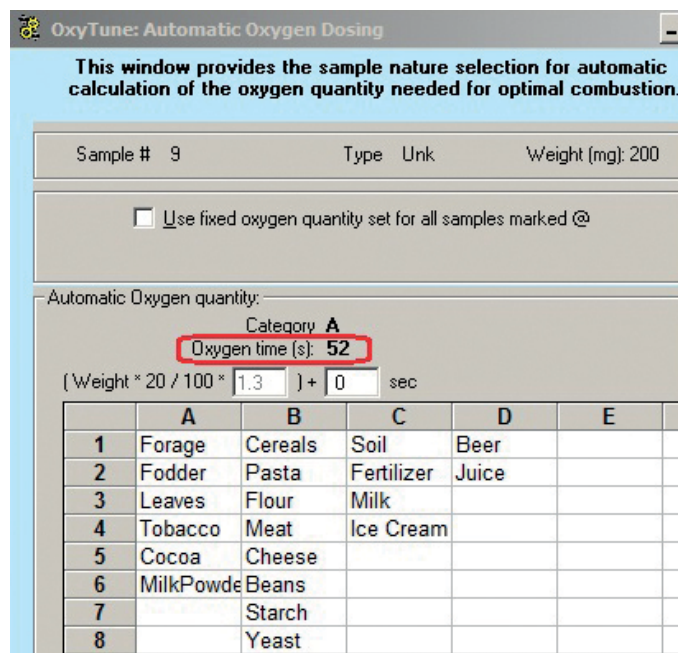 OxyTune: Automatic Oxygen Dosing
This window provides the sample nature selection for automatic
calculation of the oxygen quantity needed for optimal combustion.
Sample # 9 Type Unk Weight (mg): 200
Use fixed oxygen quantity set for all samples marked @
Automatic Oxygen quantity:
Category A
Oxygen time (s): 52
( Weight * 20 / 100 * 1.3 ) + 0 sec
A B C D E
1 Forage Cereals Soil Beer
2 Fodder Pasta Fertilizer Juice
3 Leaves Flour Milk
4 Tobacco Meat Ice Cream
5 Cocoa Cheese
6 MilkPowde Beans
7 Starch
8 Yeast